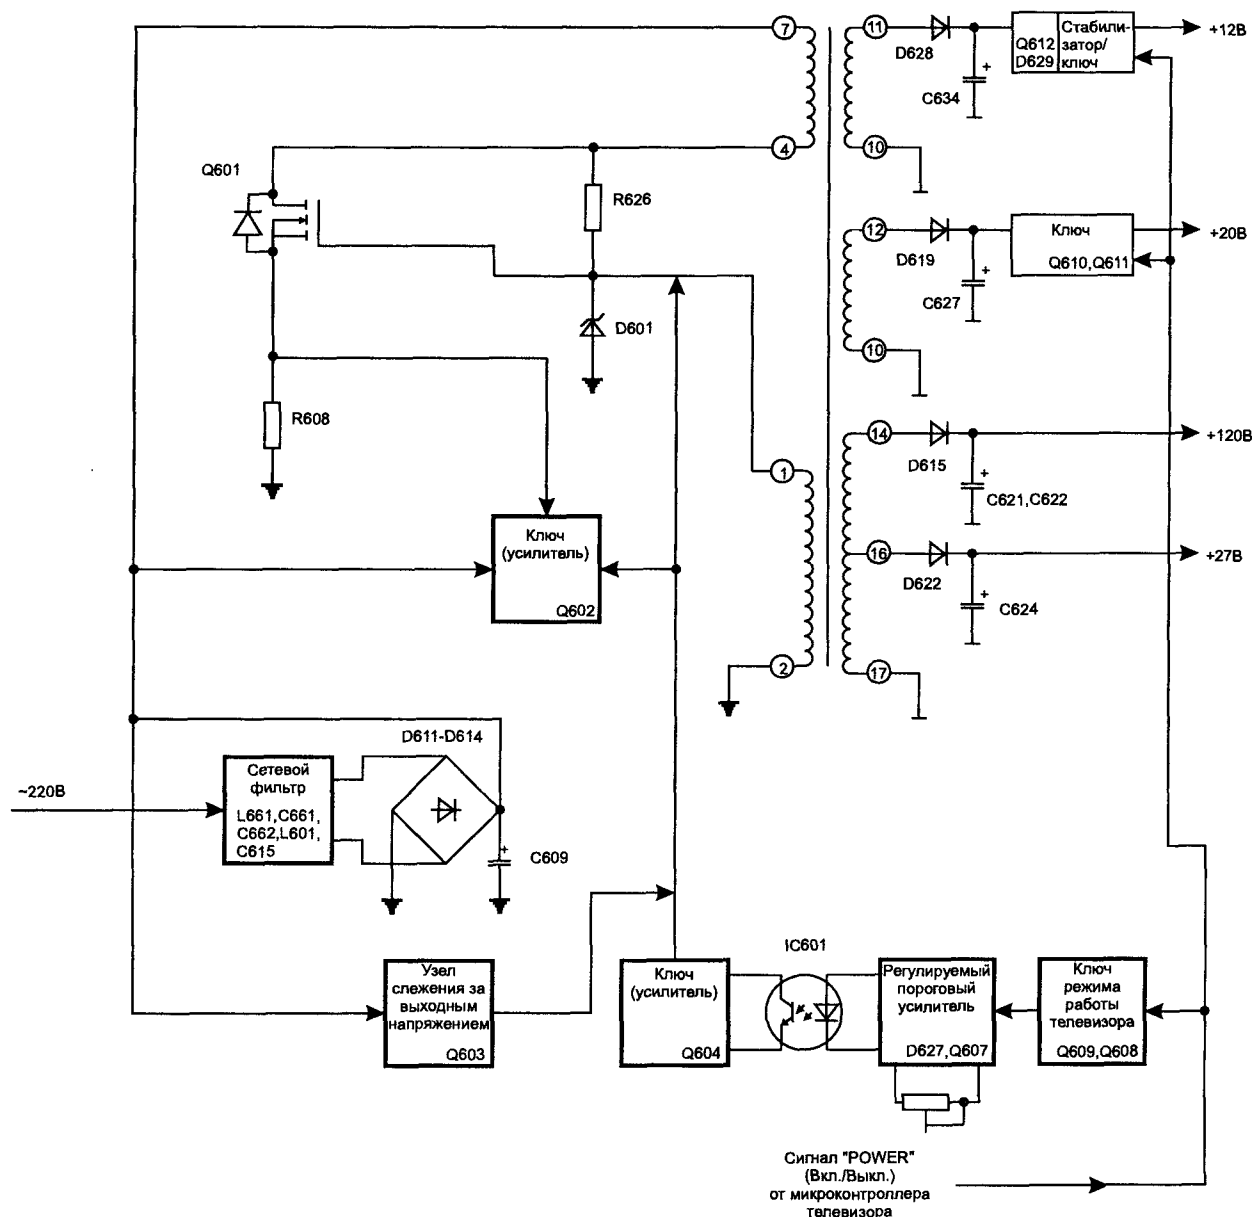 7
11
D628
+
C634
Q612
D629
Стабили-
затор/
ключ
+12В
4
10
Q601
R626
12
D619
+
C627
Ключ
Q610,Q611
+20В
D601
10
R608
14
D615
+
C621,C622
+120В
1
Ключ
(усилитель)
Q602
16
D622
+
C624
+27В
2
17
D611-D614
~220В
Сетевой
фильтр
L661,C661,
C662,L601,
C615
+
C609
IC601
Узел
слежения за
выходным
напряжением
Q603
Ключ
(усилитель)
Q604
Регулируемый
пороговый
усилитель
D627,Q607
Ключ
режима
работы
телевизора
Q609,Q608
Сигнал "POWER"
(Вкл./Выкл.)
от микроконтроллера
телевизора